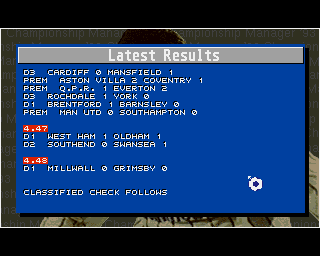 Latest Results
D3 CARDIFF 0 MANSFIELD 1
PREM ASTON VILLA 2 COVENTRY 1
PREM Q.P.R. 1 EVERTON 2
D3 ROCHDALE 1 YORK 0
D1 BRENTFORD 1 BARNSLEY 0
PREM MAN UTD 0 SOUTHAMPTON 0
4.47
D1 WEST HAM 1 OLDHAM 1
D2 SOUTHEND 0 SWANSEA 1
4.48
D1 MILLWALL 0 GRIMSBY 0
CLASSIFIED CHECK FOLLOWS